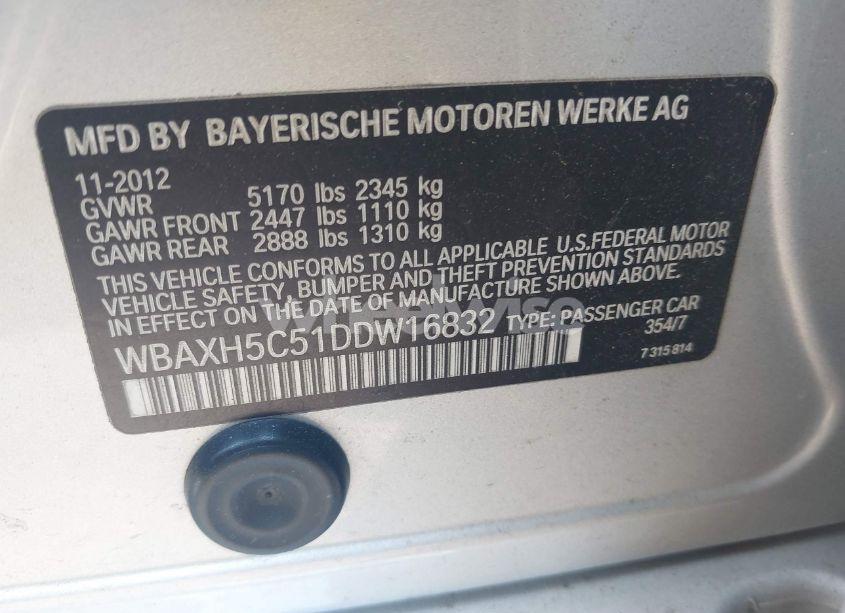 MFD BY BAYERISCHE MOTOREN WERKE AG
11-2012
GVWR 5170 lbs 2345 kg
GAWR FRONT 2447 lbs 1110 kg
GAWR REAR 2888 lbs 1310 kg
THIS VEHICLE CONFORMS TO ALL APPLICABLE U.S.FEDERAL MOTOR
VEHICLE SAFETY, BUMPER AND THEFT PREVENTION STANDARDS
IN EFFECT ON THE DATE OF MANUFACTURE SHOWN ABOVE.
WBAXH5C51DDW16832 TYPE: PASSENGER CAR
354/7
7 315 814